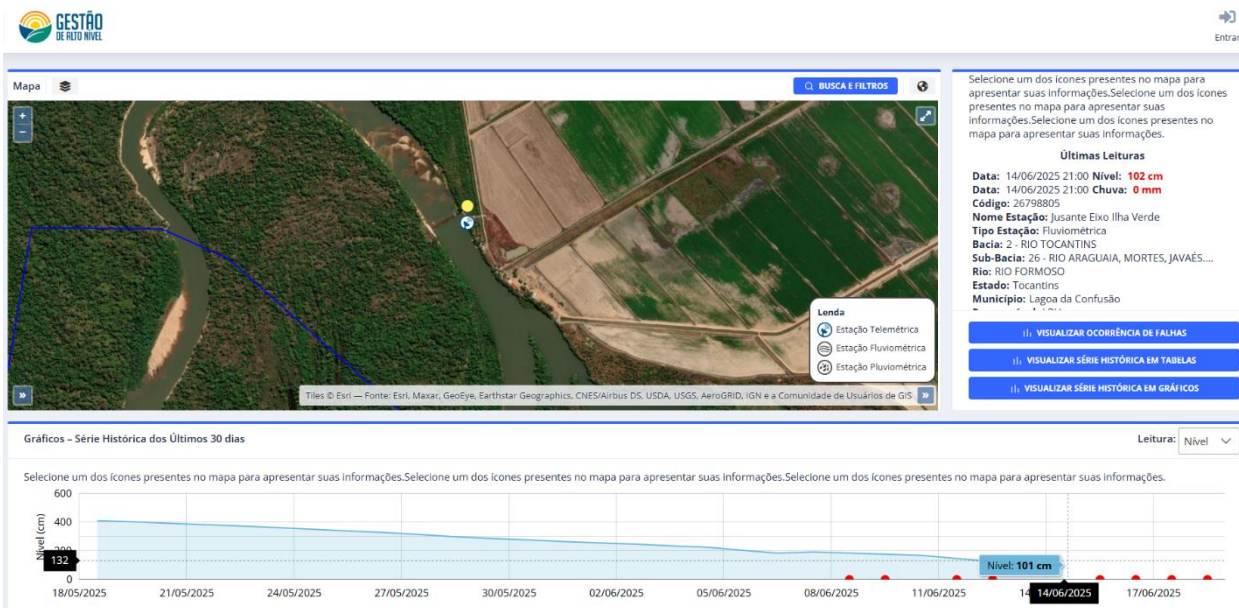 GESTÃO
DE ALTO NIVEL
Entrar
Mapa
BUSCA E FILTROS
+
−
Lenda
Estação Telemétrica
Estação Fluviométrica
Estação Pluviométrica
»
Tiles © Esri — Fonte: Esri, Maxar, GeoEye, Earthstar Geographics, CNES/Airbus DS, USDA, USGS, AeroGRID, IGN e a Comunidade de Usuários de GIS
»
Selecione um dos ícones presentes no mapa para
apresentar suas informações.Selecione um dos ícones
presentes no mapa para apresentar suas
informações.Selecione um dos ícones presentes no
mapa para apresentar suas informações.
Últimas Leituras
Data: 14/06/2025 21:00 Nível: 102 cm
Data: 14/06/2025 21:00 Chuva: 0 mm
Código: 26798805
Nome Estação: Jusante Eixo Ilha Verde
Tipo Estação: Fluviométrica
Bacia: 2 - RIO TOCANTINS
Sub-Bacia: 26 - RIO ARAGUAIA, MORTES, JAVAÉS....
Rio: RIO FORMOSO
Estado: Tocantins
Município: Lagoa da Confusão
VISUALIZAR OCORRÊNCIA DE FALHAS
VISUALIZAR SÉRIE HISTÓRICA EM TABELAS
VISUALIZAR SÉRIE HISTÓRICA EM GRÁFICOS
Gráficos – Série Histórica dos Últimos 30 dias
Leitura: Nível
Selecione um dos ícones presentes no mapa para apresentar suas informações.Selecione um dos ícones presentes no mapa para apresentar suas informações.Selecione um dos ícones presentes no mapa para apresentar suas informações.
Nível (cm)
600
400
200
132
0
Nível: 101 cm
18/05/2025 21/05/2025 24/05/2025 27/05/2025 30/05/2025 02/06/2025 05/06/2025 08/06/2025 11/06/2025 14/06/2025 17/06/2025